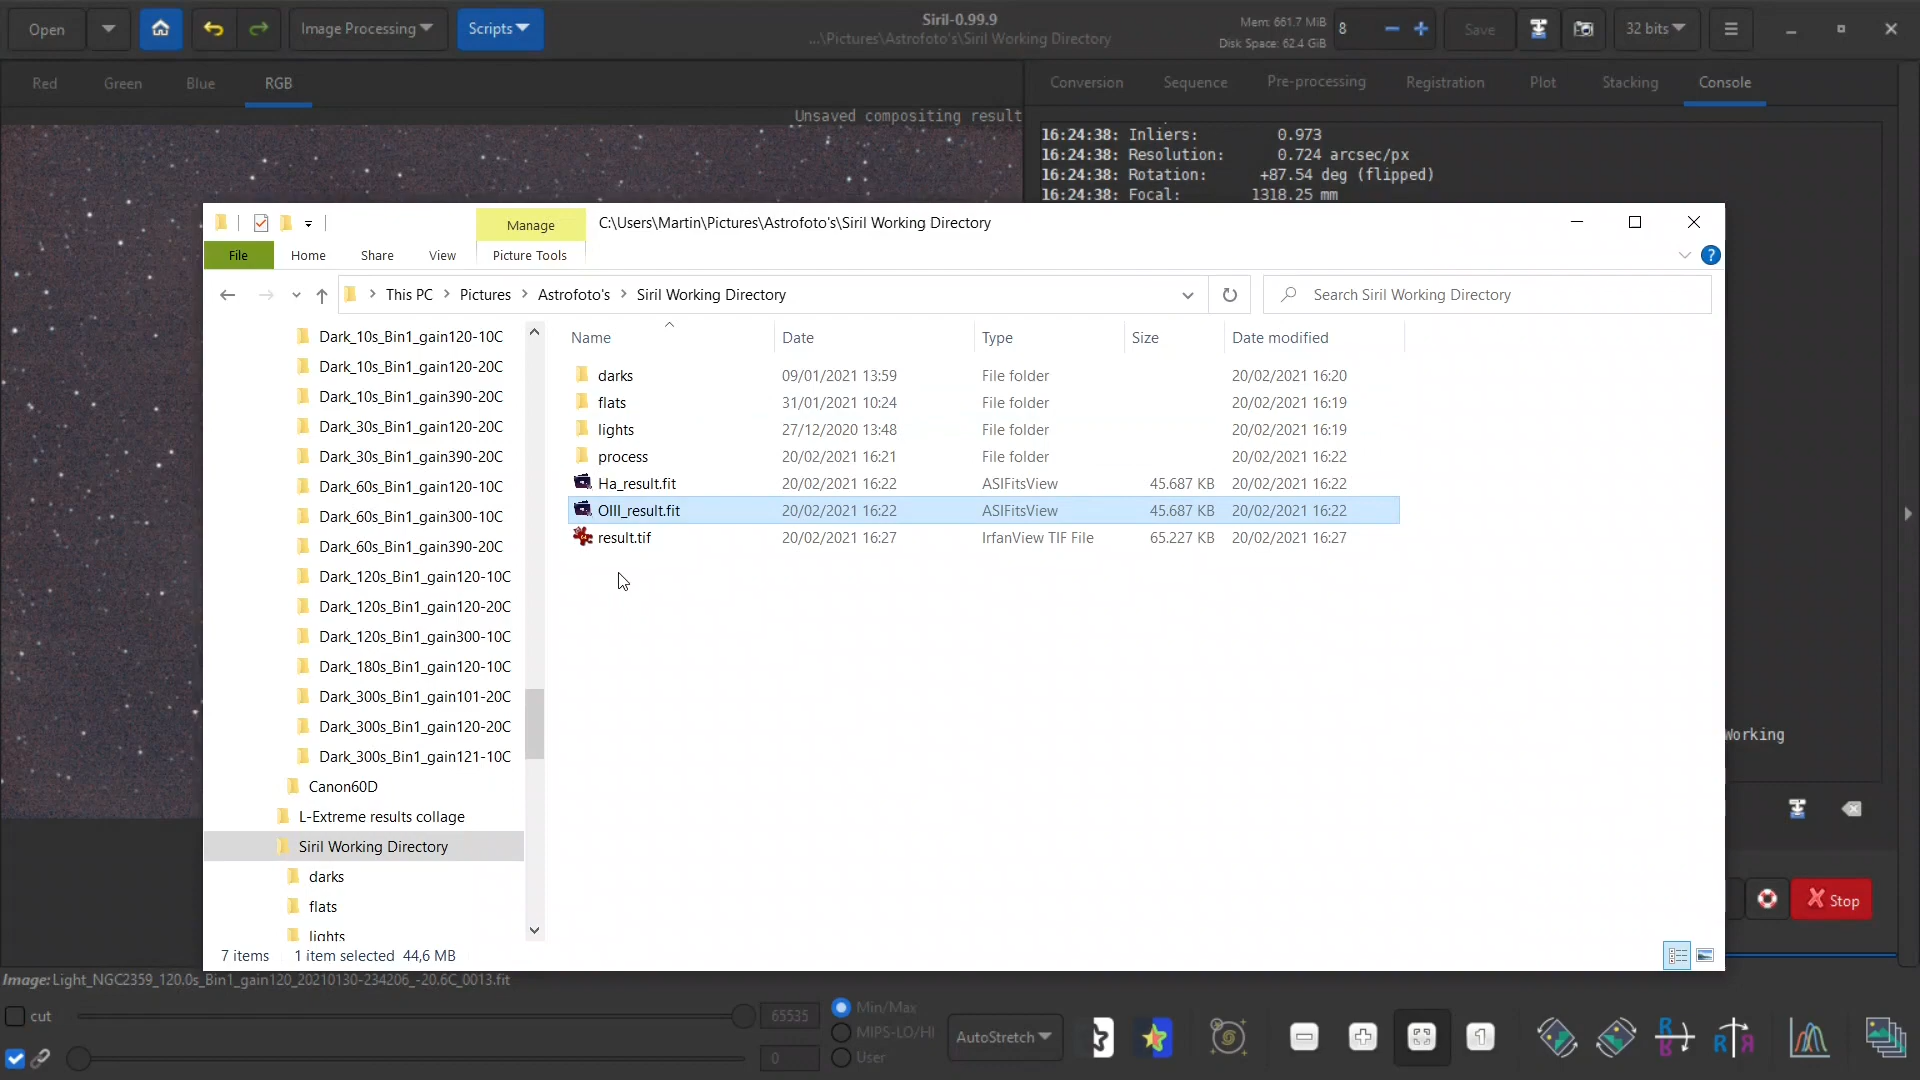 Open
Image Processing
Scripts
Siril-0.99.9
...\Pictures\Astrofoto's\Siril Working Directory
Mem: 661.7 MiB
Disk Space: 62.4 GiB
8
Save
32 bits
Red
Green
Blue
RGB
Conversion
Sequence
Pre-processing
Registration
Plot
Stacking
Console
Unsaved compositing result
16:24:38: Inliers: 0.973
16:24:38: Resolution: 0.724 arcsec/px
16:24:38: Rotation: +87.54 deg (flipped)
16:24:38: Focal: 1318.25 mm
Manage
C:\Users\Martin\Pictures\Astrofoto's\Siril Working Directory
File
Home
Share
View
Picture Tools
?
This PC
Pictures
Astrofoto's
Siril Working Directory
Search Siril Working Directory
Dark_10s_Bin1_gain120-10C
Dark_10s_Bin1_gain120-20C
Dark_10s_Bin1_gain390-20C
Dark_30s_Bin1_gain120-20C
Dark_30s_Bin1_gain390-20C
Dark_60s_Bin1_gain120-10C
Dark_60s_Bin1_gain300-10C
Dark_60s_Bin1_gain390-20C
Dark_120s_Bin1_gain120-10C
Dark_120s_Bin1_gain120-20C
Dark_120s_Bin1_gain300-10C
Dark_180s_Bin1_gain120-10C
Dark_300s_Bin1_gain101-20C
Dark_300s_Bin1_gain120-20C
Dark_300s_Bin1_gain121-10C
Canon60D
L-Extreme results collage
Siril Working Directory
darks
flats
lights
Name Date Type Size Date modified
darks 09/01/2021 13:59 File folder 20/02/2021 16:20
flats 31/01/2021 10:24 File folder 20/02/2021 16:19
lights 27/12/2020 13:48 File folder 20/02/2021 16:19
process 20/02/2021 16:21 File folder 20/02/2021 16:22
Ha_result.fit 20/02/2021 16:22 ASIFitsView 45.687 KB 20/02/2021 16:22
OIII_result.fit 20/02/2021 16:22 ASIFitsView 45.687 KB 20/02/2021 16:22
result.tif 20/02/2021 16:27 IrfanView TIF File 65.227 KB 20/02/2021 16:27
7 items 1 item selected 44,6 MB
Working
Stop
Image: Light_NGC2359_120.0s_Bin1_gain120_20210130-234206_-20.6C_0013.fit
cut
65535
0
Min/Max
MIPS-LO/HI
User
AutoStretch
1
R
R
R R